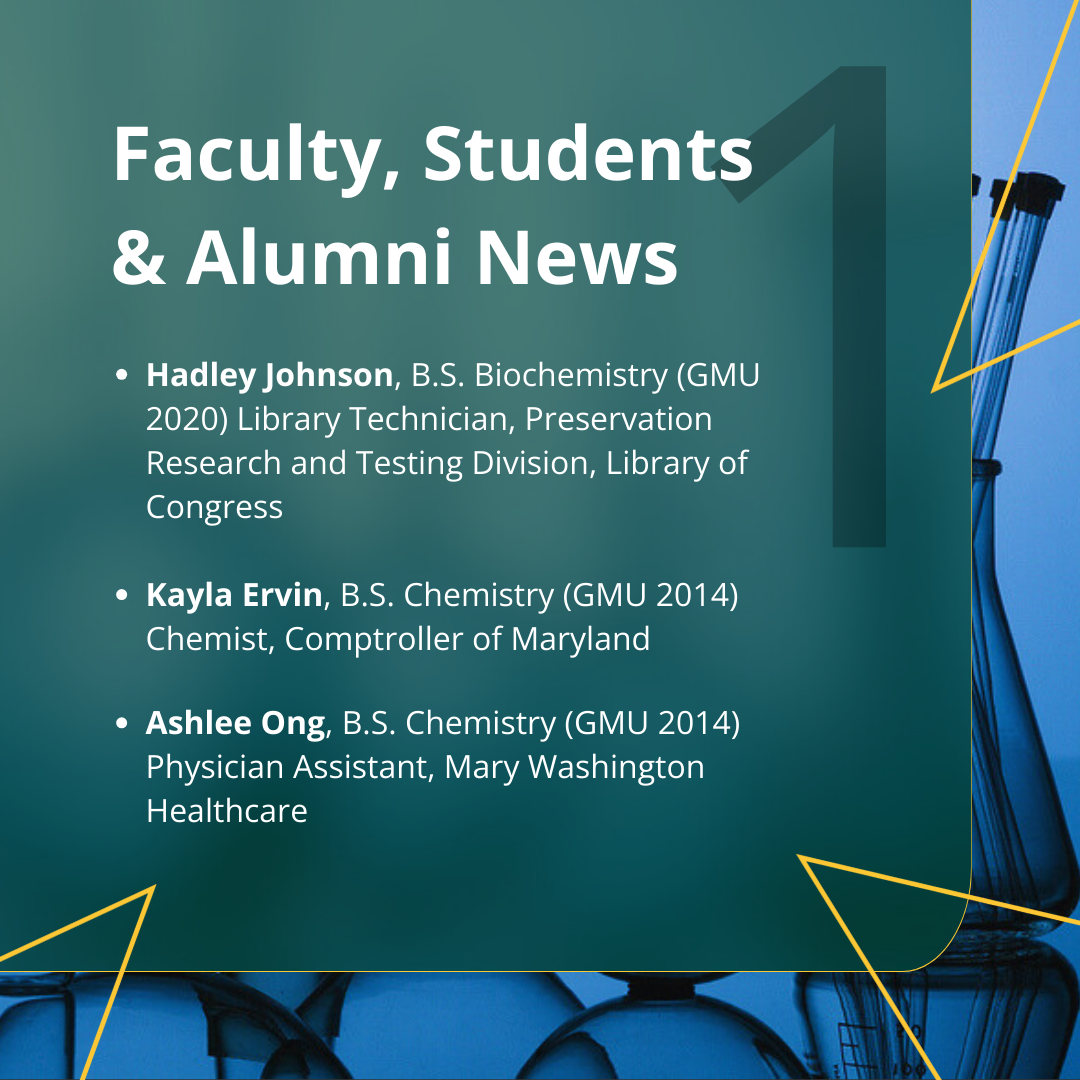 1
Faculty, Students
& Alumni News
• Hadley Johnson, B.S. Biochemistry (GMU
2020) Library Technician, Preservation
Research and Testing Division, Library of
Congress
• Kayla Ervin, B.S. Chemistry (GMU 2014)
Chemist, Comptroller of Maryland
• Ashlee Ong, B.S. Chemistry (GMU 2014)
Physician Assistant, Mary Washington
Healthcare
100